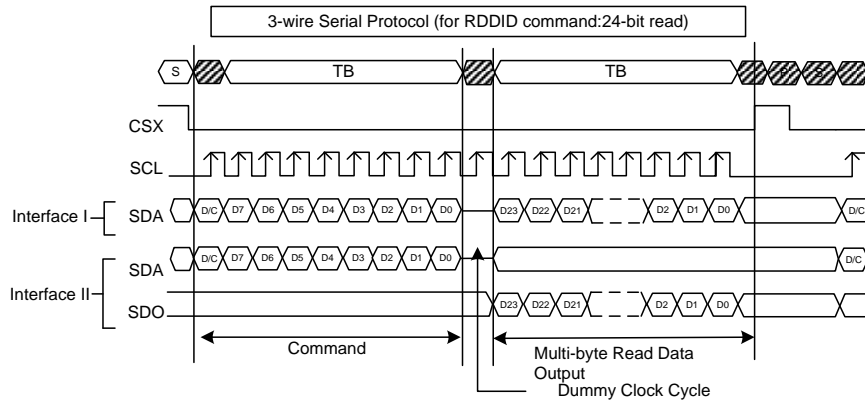 3-wire Serial Protocol (for RDDID command:24-bit read)
S TB TB P S
CSX
SCL
Interface I SDA D/C D7 D6 D5 D4 D3 D2 D1 D0 D23 D22 D21 D2 D1 D0 D/C
SDA D/C D7 D6 D5 D4 D3 D2 D1 D0 D/C
Interface II
SDO D23 D22 D21 D2 D1 D0
Command
Multi-byte Read Data
Output
Dummy Clock Cycle